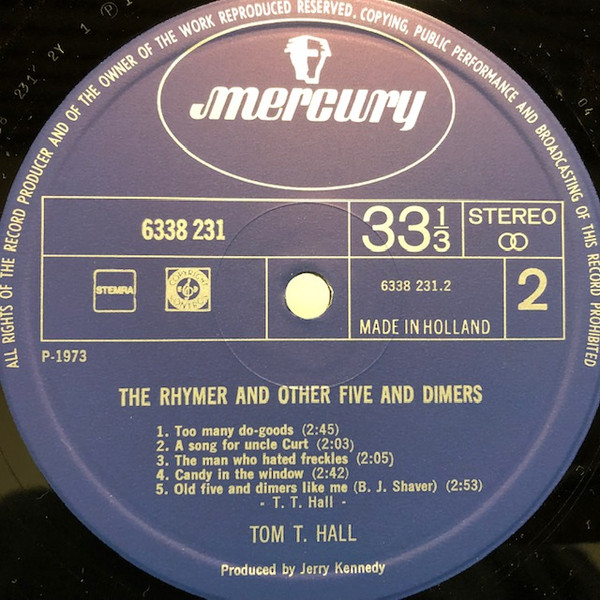 ALL RIGHTS OF THE RECORD PRODUCER AND OF THE OWNER OF THE WORK REPRODUCED RESERVED. COPYING, PUBLIC PERFORMANCE AND BROADCASTING OF THIS RECORD PROHIBITED
mercury
6338 231
33 1/3
STEREO
STEMRA
COPYRIGHT CONTROL
6338 231.2
2
MADE IN HOLLAND
P-1973
THE RHYMER AND OTHER FIVE AND DIMERS
1. Too many do-goods (2:45)
2. A song for uncle Curt (2:03)
3. The man who hated freckles (2:05)
4. Candy in the window (2:42)
5. Old five and dimers like me (B. J. Shaver) (2:53)
- T. T. Hall -
TOM T. HALL
Produced by Jerry Kennedy